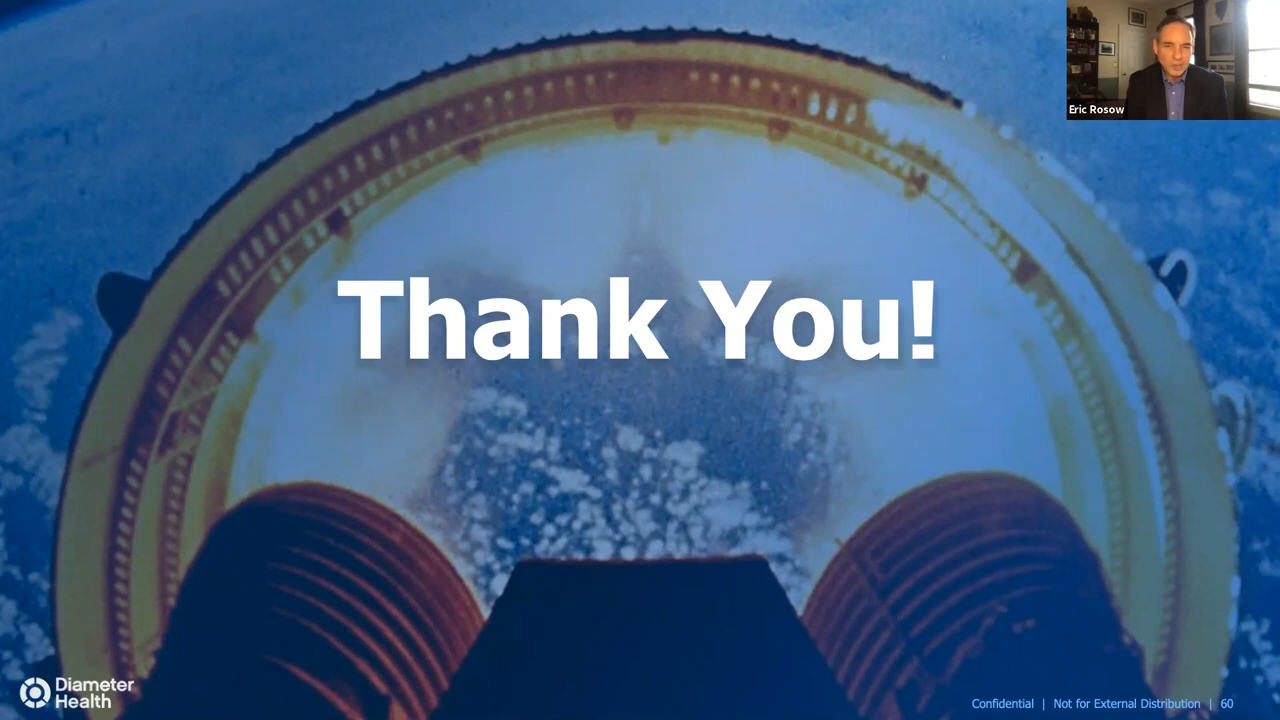 Eric Rosow
Thank You!
Diameter
Health
Confidential | Not for External Distribution | 60